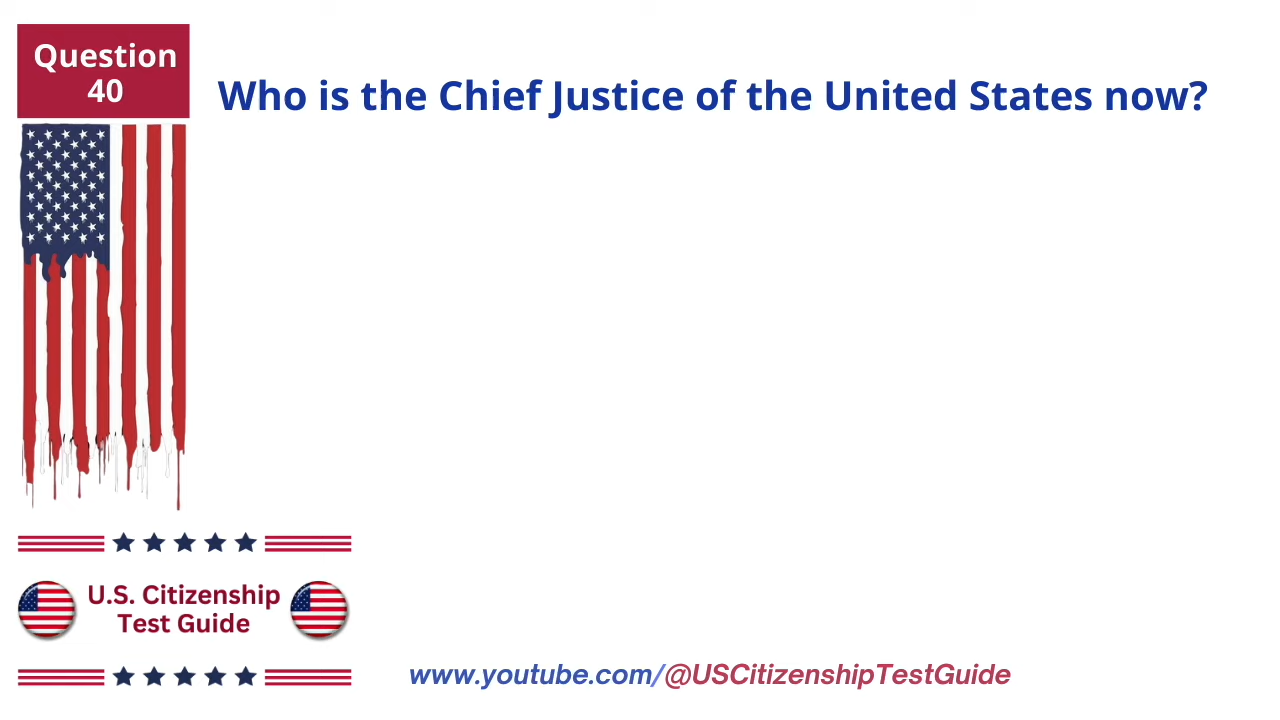 Question
40
Who is the Chief Justice of the United States now?
U.S. Citizenship
Test Guide
www.youtube.com/@USCitizenshipTestGuide